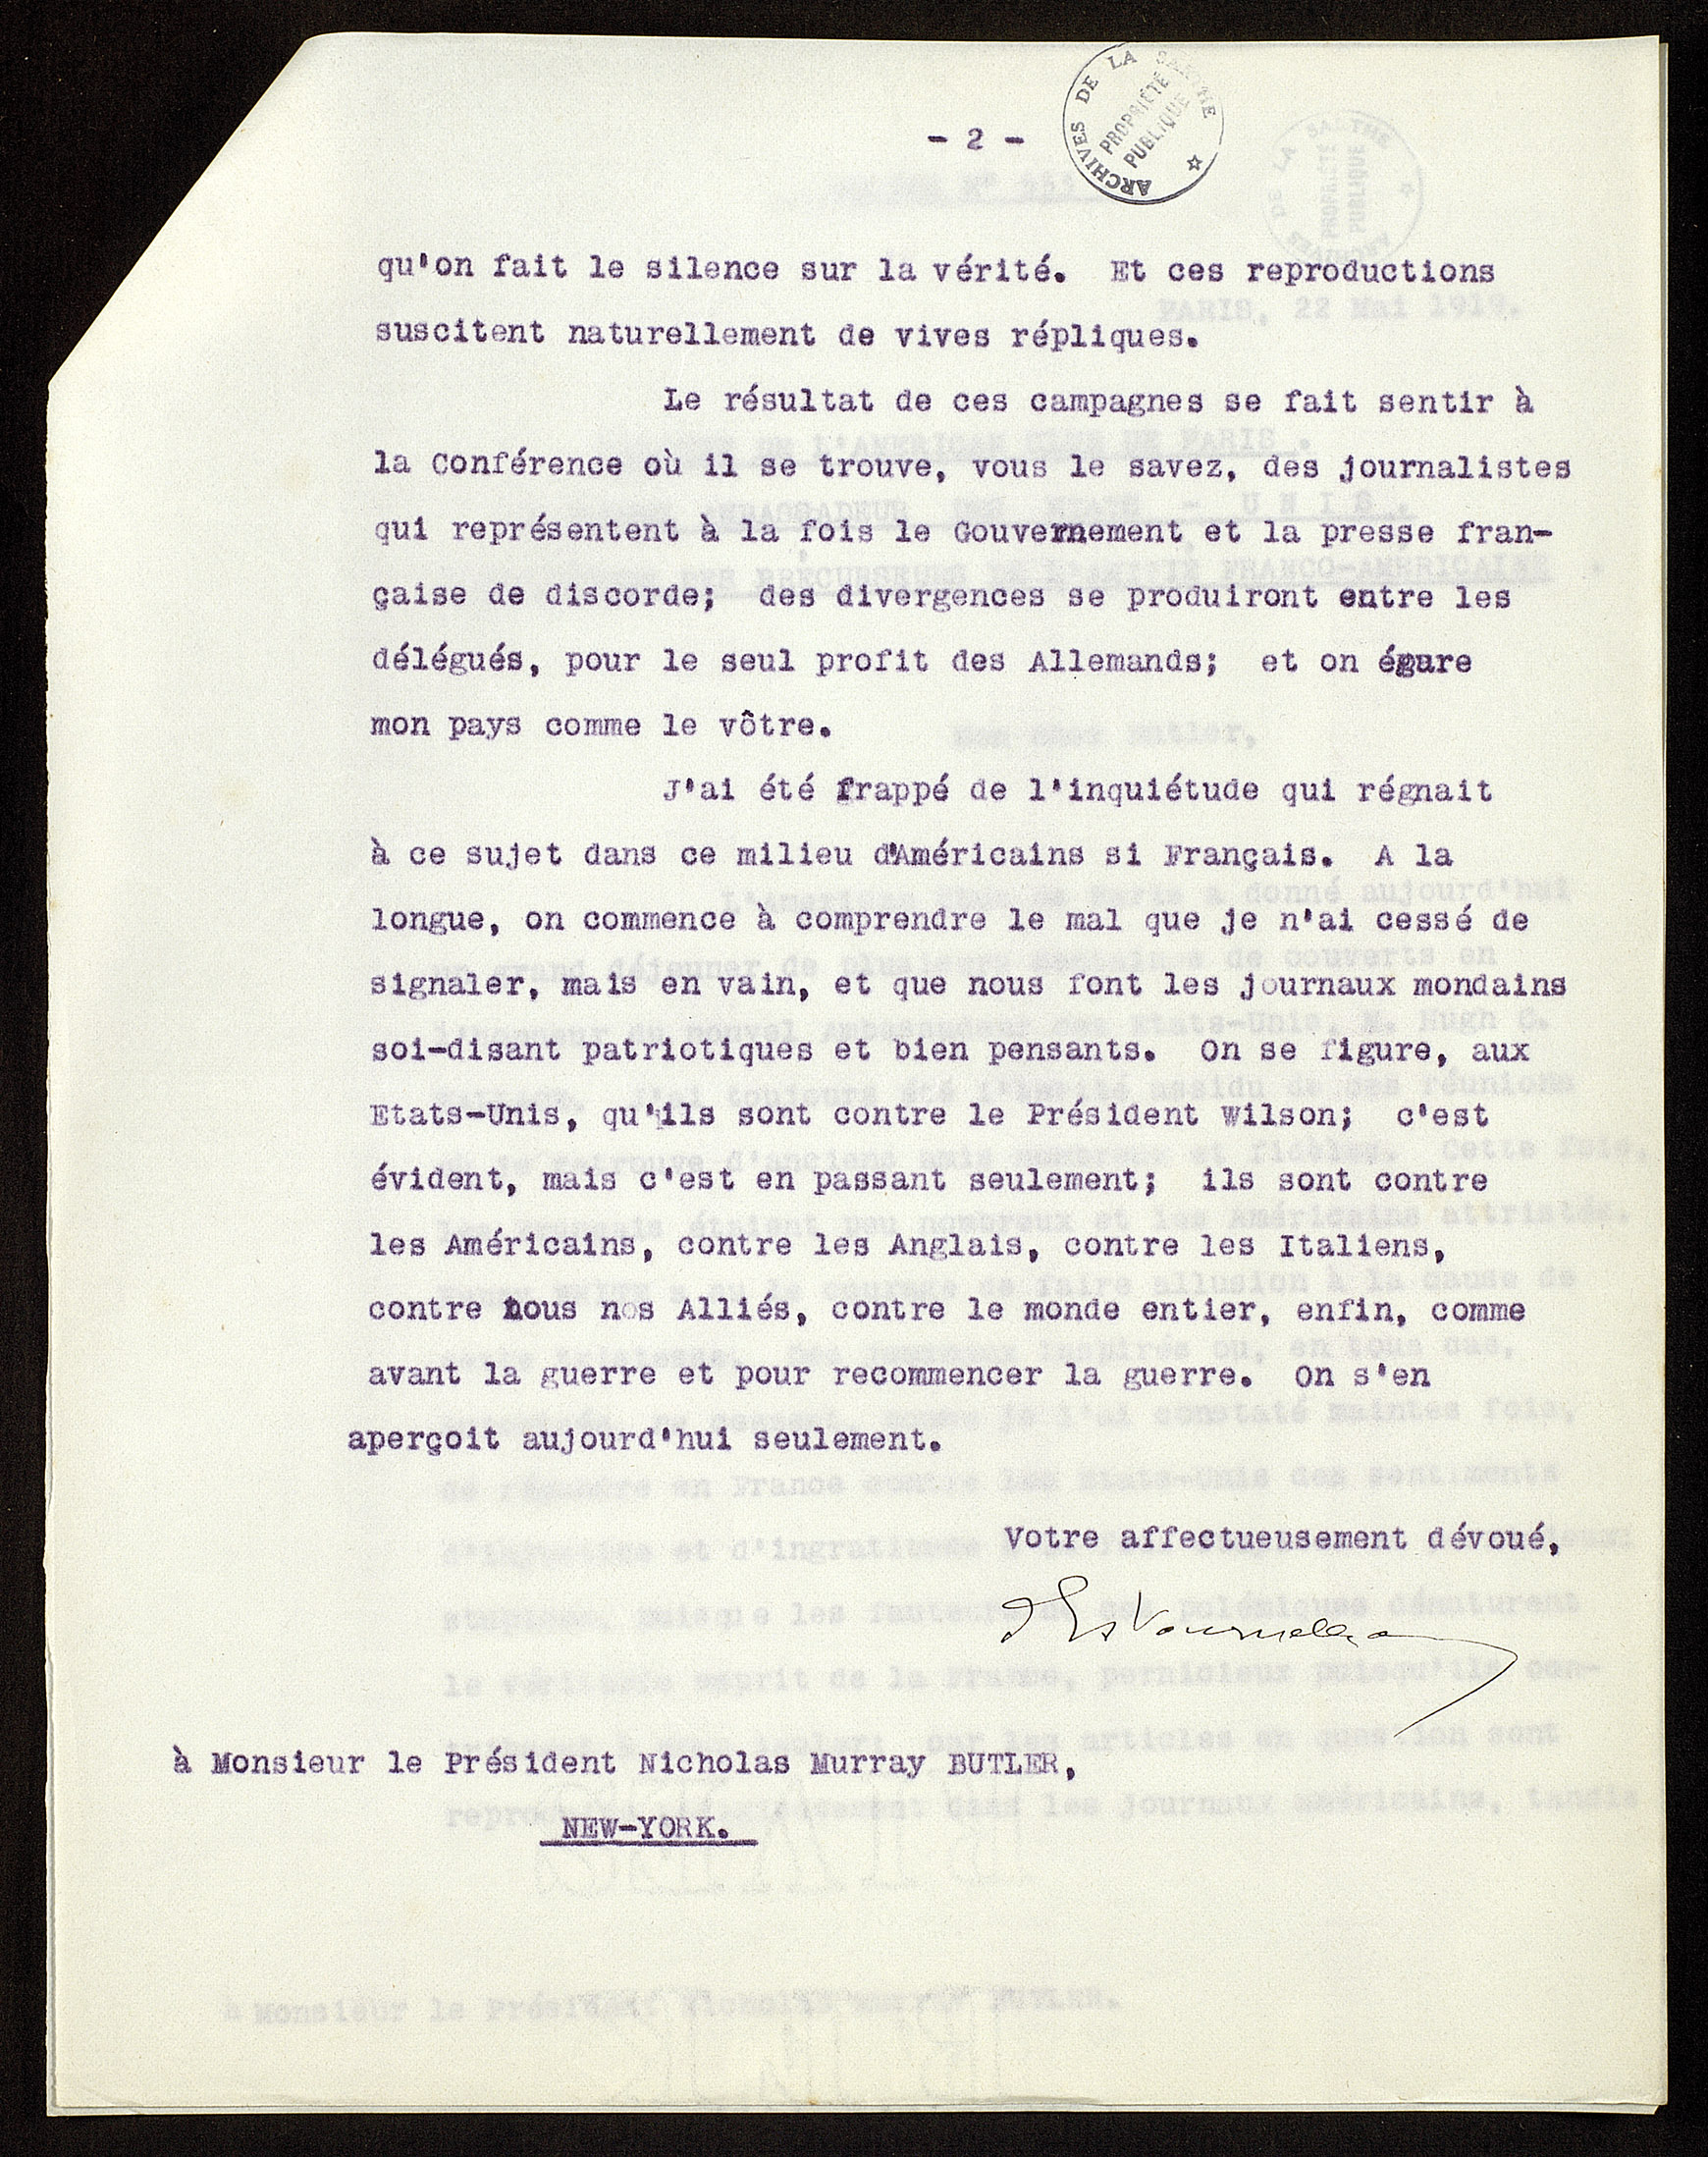 - 2 -
ARCHIVES DE LA SARTHE
PROPRIÉTÉ
PUBLIQUE
qu'on fait le silence sur la vérité. Et ces reproductions
suscitent naturellement de vives répliques.
Le résultat de ces campagnes se fait sentir à
la Conférence où il se trouve, vous le savez, des journalistes
qui représentent à la fois le Gouvernement et la presse fran-
çaise de discorde; des divergences se produiront entre les
délégués, pour le seul profit des Allemands; et on égare
mon pays comme le vôtre.
J'ai été frappé de l'inquiétude qui régnait
à ce sujet dans ce milieu d'Américains si Français. A la
longue, on commence à comprendre le mal que je n'ai cessé de
signaler, mais en vain, et que nous font les journaux mondains
soi-disant patriotiques et bien pensants. On se figure, aux
Etats-Unis, qu'ils sont contre le Président Wilson; c'est
évident, mais c'est en passant seulement; ils sont contre
les Américains, contre les Anglais, contre les Italiens,
contre tous nos Alliés, contre le monde entier, enfin, comme
avant la guerre et pour recommencer la guerre. On s'en
aperçoit aujourd'hui seulement.
Votre affectueusement dévoué,
à Monsieur le Président Nicholas Murray BUTLER,
NEW-YORK.